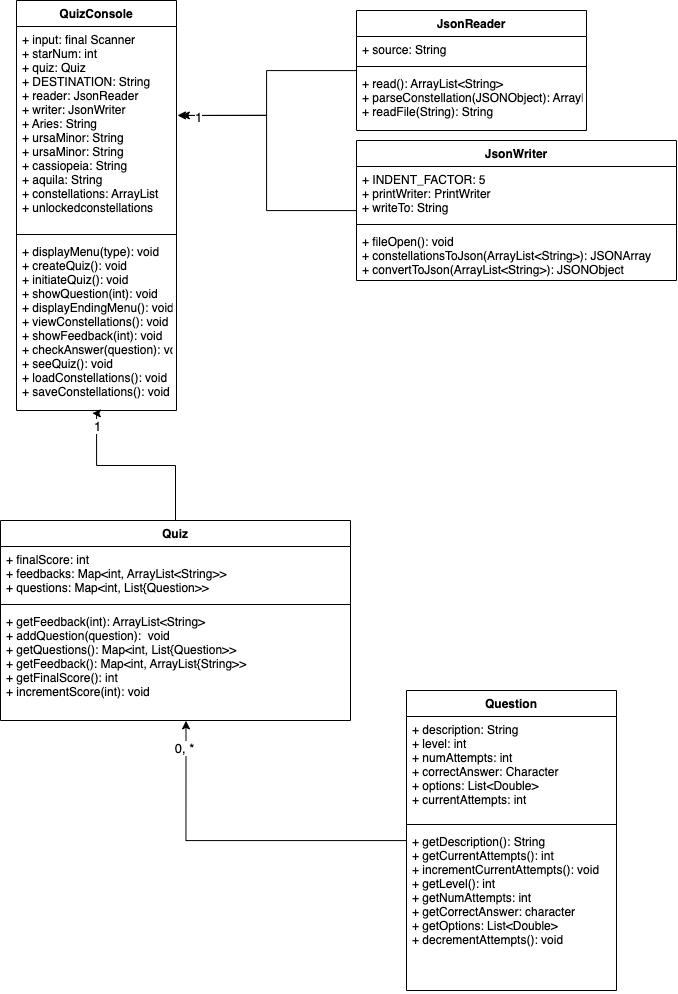 QuizConsole
+ input: final Scanner
+ starNum: int
+ quiz: Quiz
+ DESTINATION: String
+ reader: JsonReader
+ writer: JsonWriter
+ Aries: String
+ ursaMinor: String
+ ursaMinor: String
+ cassiopeia: String
+ aquila: String
+ constellations: ArrayList
+ unlockedconstellations
+ displayMenu(type): void
+ createQuiz(): void
+ initiateQuiz(): void
+ showQuestion(int): void
+ displayEndingMenu(): void
+ viewConstellations(): void
+ showFeedback(int): void
+ checkAnswer(question): vo
+ seeQuiz(): void
+ loadConstellations(): void
+ saveConstellations(): void
JsonReader
+ source: String
+ read(): ArrayList<String>
+ parseConstellation(JSONObject): Arrayl
+ readFile(String): String
1
JsonWriter
+ INDENT_FACTOR: 5
+ printWriter: PrintWriter
+ writeTo: String
+ fileOpen(): void
+ constellationsToJson(ArrayList<String>): JSONArray
+ convertToJson(ArrayList<String>): JSONObject
1
Quiz
+ finalScore: int
+ feedbacks: Map<int, ArrayList<String>>
+ questions: Map<int, List{Question>>
+ getFeedback(int): ArrayList<String>
+ addQuestion(question):  void
+ getQuestions(): Map<int, List{Question>>
+ getFeedback(): Map<int, ArrayList{String>>
+ getFinalScore(): int
+ incrementScore(int): void
0, *
Question
+ description: String
+ level: int
+ numAttempts: int
+ correctAnswer: Character
+ options: List<Double>
+ currentAttempts: int
+ getDescription(): String
+ getCurrentAttempts(): int
+ incrementCurrentAttempts(): void
+ getLevel(): int
+ getNumAttempts: int
+ getCorrectAnswer: character
+ getOptions: List<Double>
+ decrementAttempts(): void